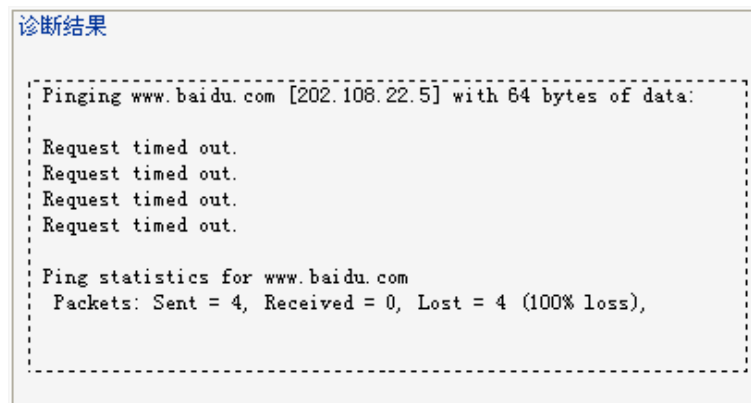 诊断结果
Pinging www.baidu.com [202.108.22.5] with 64 bytes of data:
Request timed out.
Request timed out.
Request timed out.
Request timed out.
Ping statistics for www.baidu.com
Packets: Sent = 4, Received = 0, Lost = 4 (100% loss),